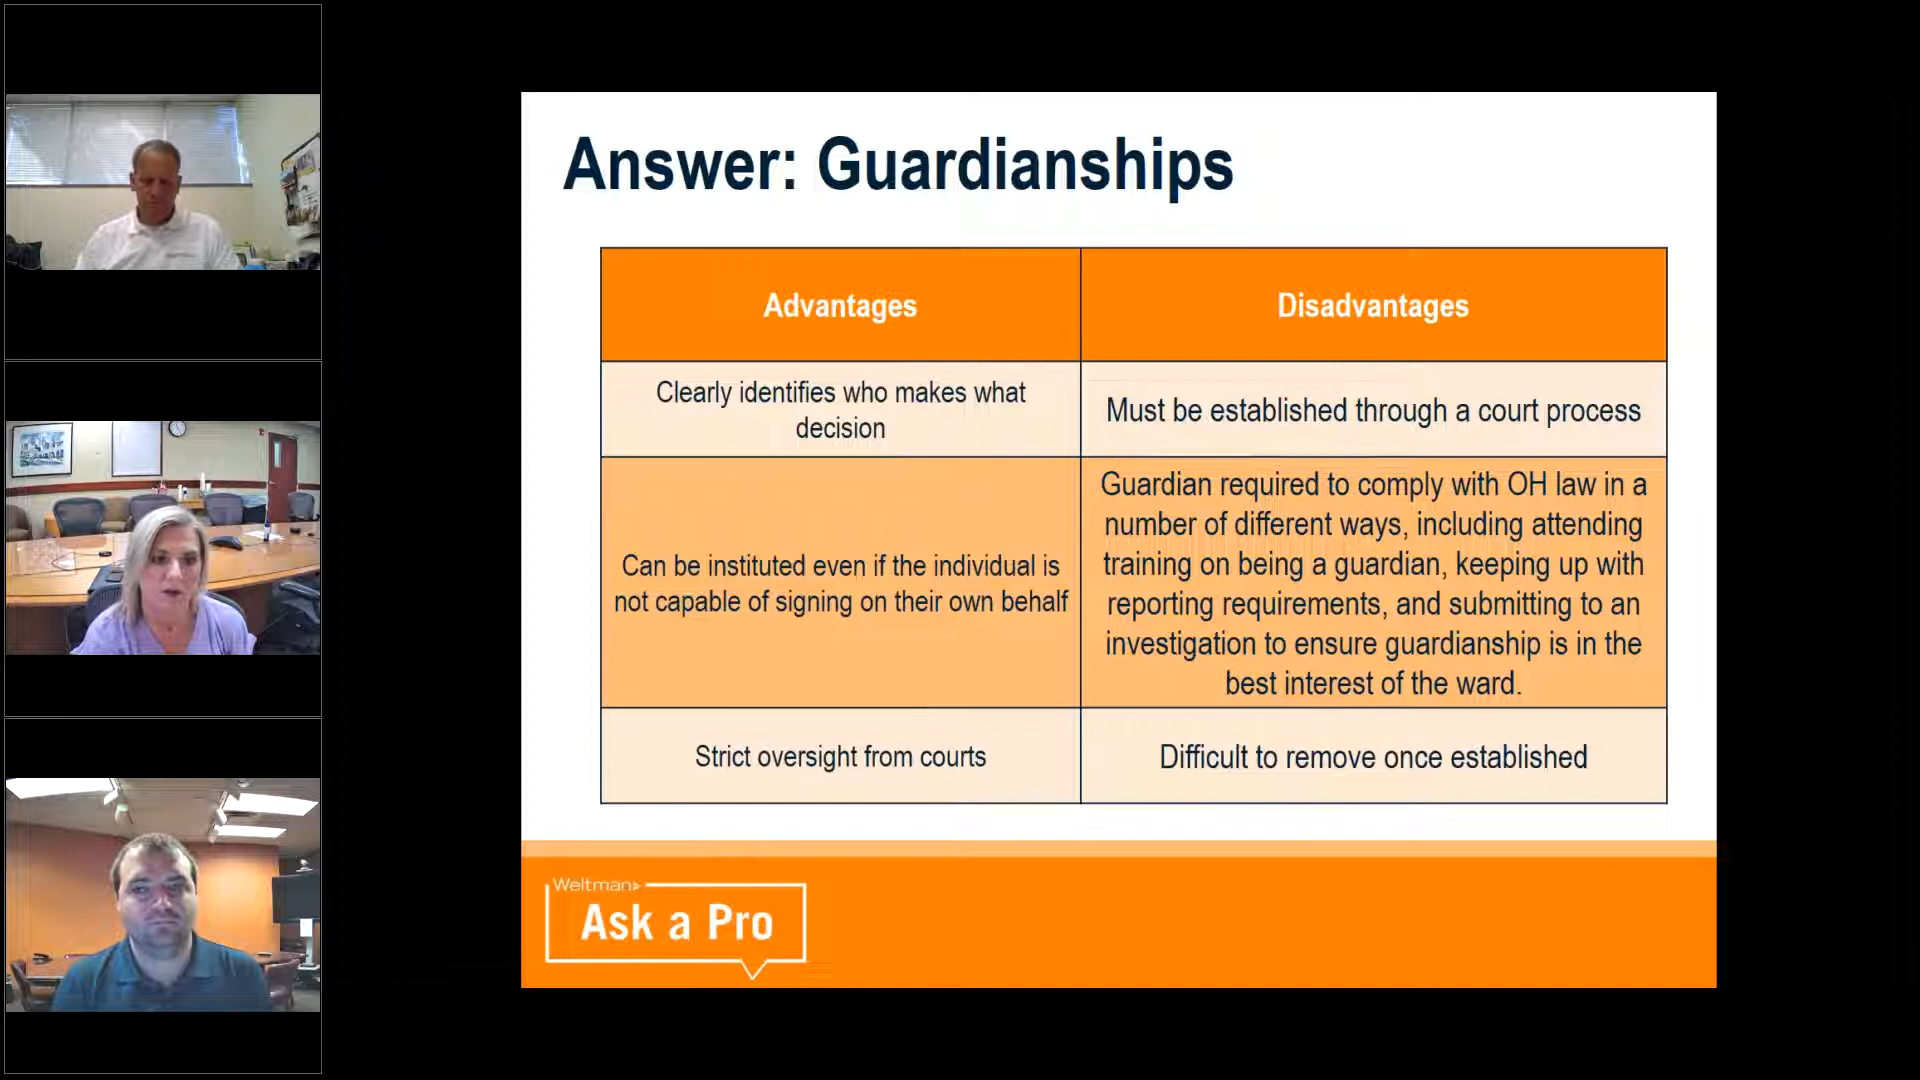 Answer: Guardianships
Advantages
Disadvantages
Clearly identifies who makes what
decision
Must be established through a court process
Can be instituted even if the individual is
not capable of signing on their own behalf
Guardian required to comply with OH law in a
number of different ways, including attending
training on being a guardian, keeping up with
reporting requirements, and submitting to an
investigation to ensure guardianship is in the
best interest of the ward.
Strict oversight from courts
Difficult to remove once established
Weltman
Ask a Pro